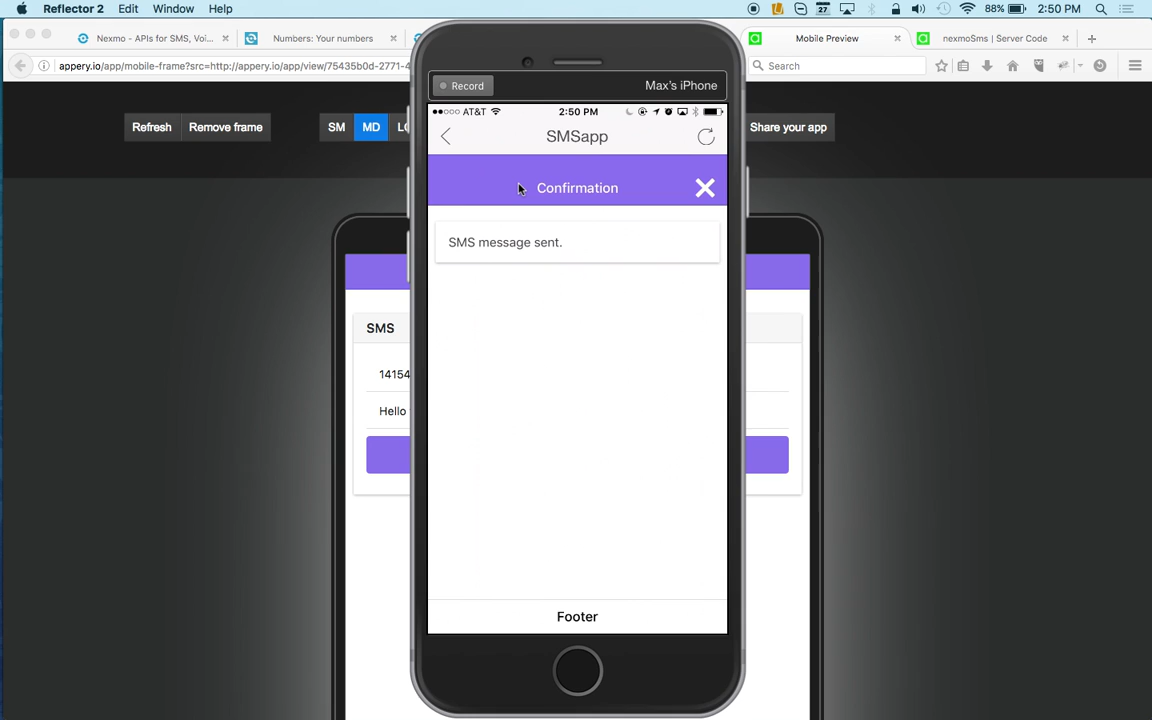 Reflector 2 Edit Window Help 27 88% 2:50 PM
Nexmo - APIs for SMS, Voi... Numbers: Your numbers Mobile Preview nexmoSms | Server Code
appery.io/app/mobile-frame?src=http://appery.io/app/view/75435b0d-2771-4 Search
Record Max's iPhone
AT&T 2:50 PM
Refresh Remove frame SM MD Share your app
SMSapp
Confirmation
SMS message sent.
SMS
14154
Hello
Footer